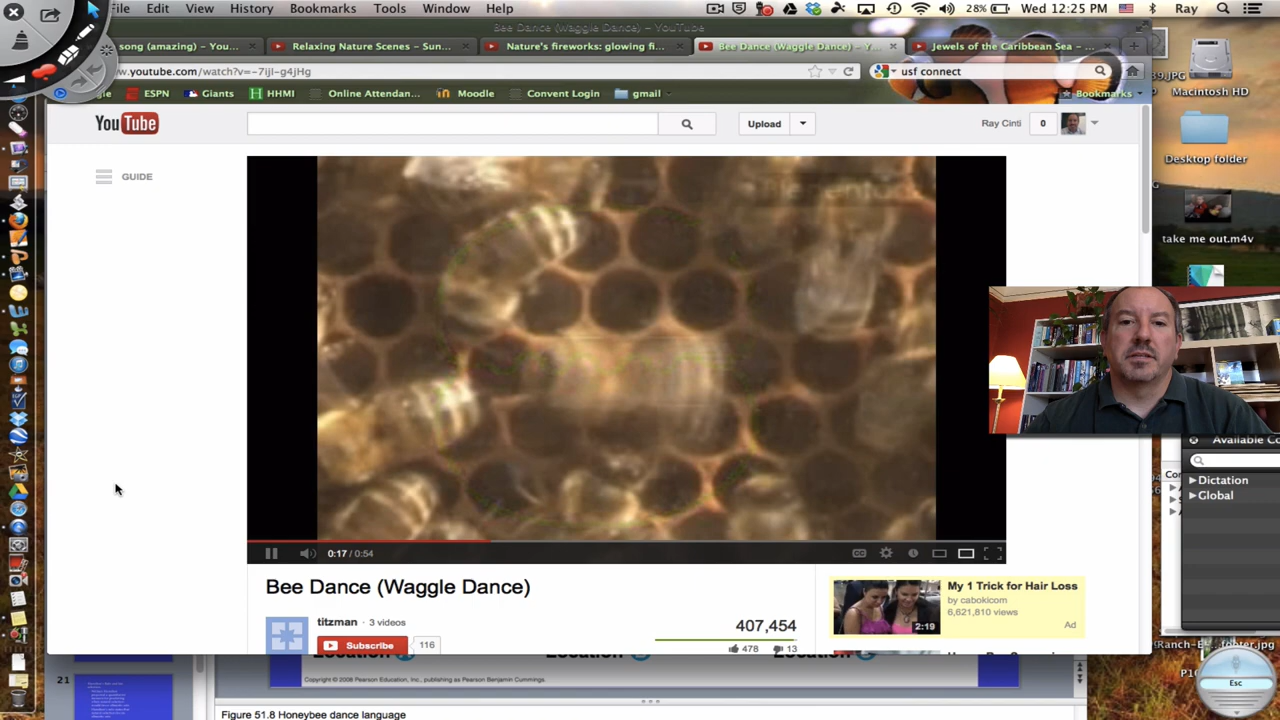 File Edit View History Bookmarks Tools Window Help 28% Wed 12:25 PM Ray
Bee Dance (Waggle Dance) – YouTube
song (amazing) – You...
Relaxing Nature Scenes – Sun...
Nature's fireworks: glowing fi...
Bee Dance (Waggle Dance) – Y...
Jewels of the Caribbean Sea – ...
.youtube.com/watch?v=-7ijI-g4jHg
usf connect
ESPN Giants HHMI Online Attendan... Moodle Convent Login gmail Bookmarks
YouTube
Upload
Ray Cinti 0
GUIDE
Macintosh HD
Desktop folder
take me out.m4v
0:17 / 0:54
CC
Bee Dance (Waggle Dance)
titzman · 3 videos
Subscribe 116
407,454
478 13
My 1 Trick for Hair Loss
by cabokicom
6,621,810 views
Ad
2:19
Dictation
Global
Esc
21
Copyright © 2008 Pearson Education, Inc., publishing as Pearson Benjamin Cummings.
Figure 51.8 Honeybee dance language